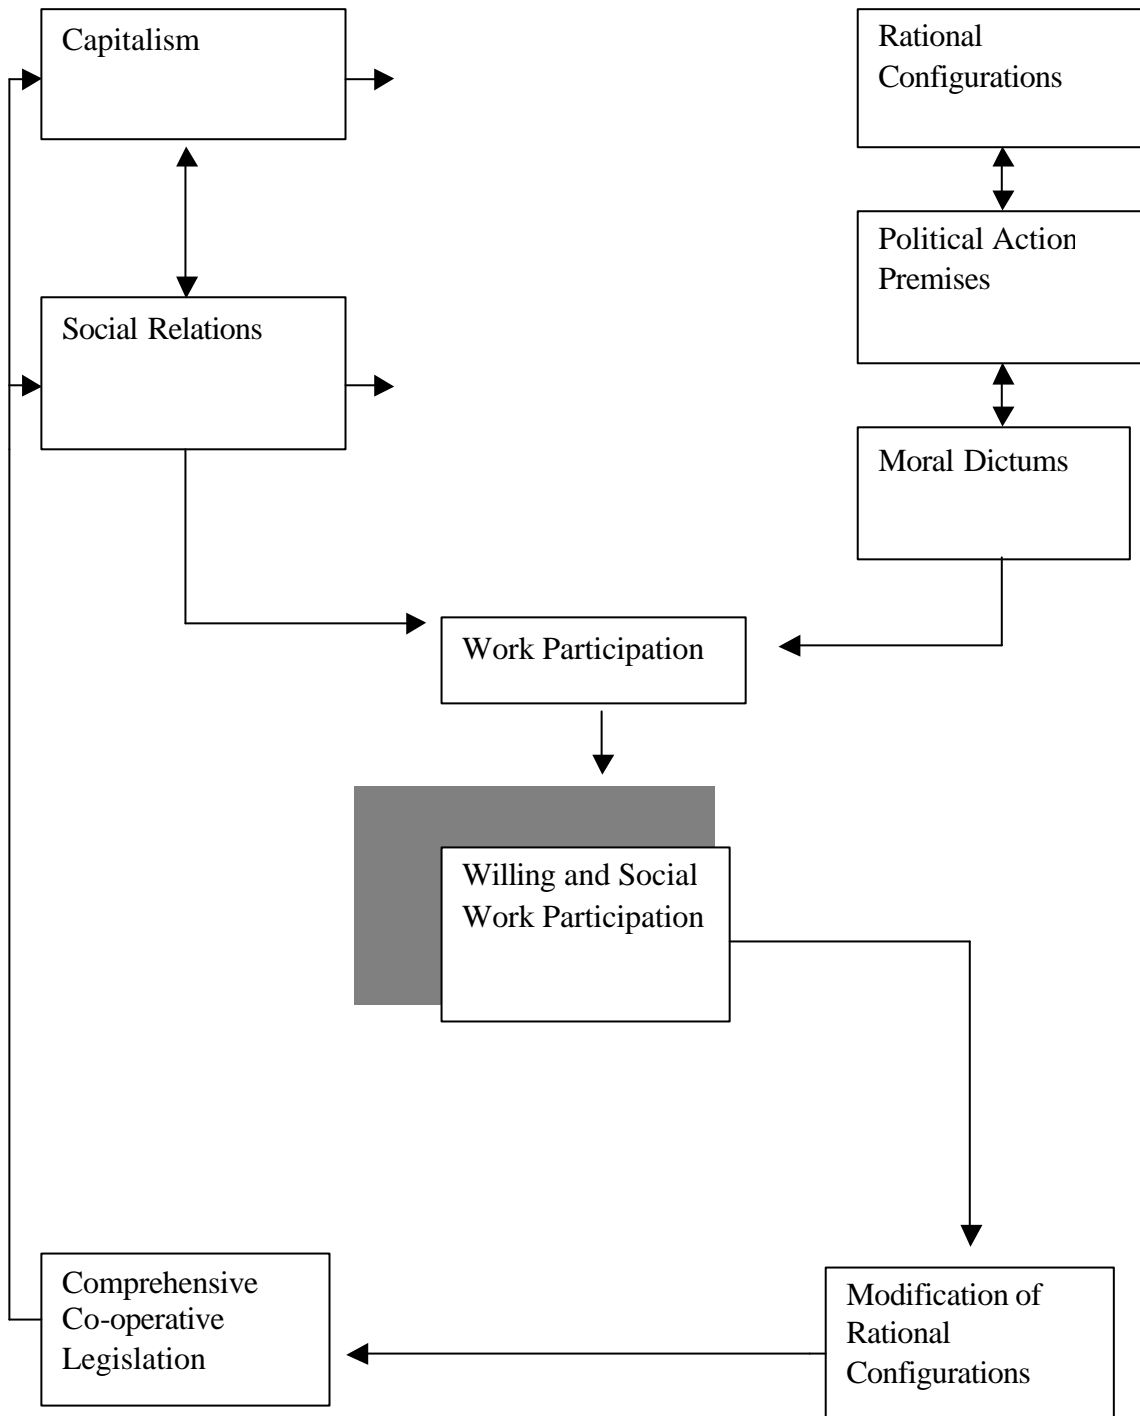 Capitalism
Rational
Configurations
Political Action
Premises
Social Relations
Moral Dictums
Work Participation
Willing and Social
Work Participation
Comprehensive
Co-operative
Legislation
Modification of
Rational
Configurations